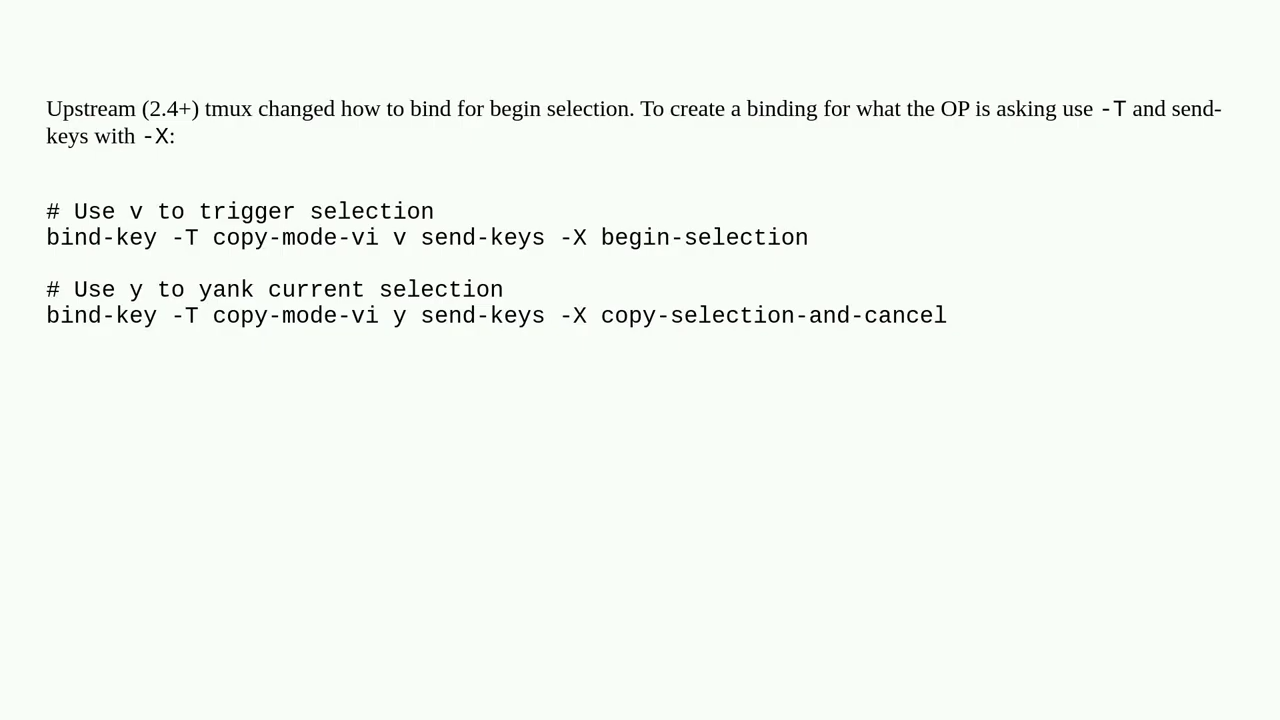 Upstream (2.4+) tmux changed how to bind for begin selection. To create a binding for what the OP is asking use -T and send-
keys with -X:
# Use v to trigger selection
bind-key -T copy-mode-vi v send-keys -X begin-selection
# Use y to yank current selection
bind-key -T copy-mode-vi y send-keys -X copy-selection-and-cancel